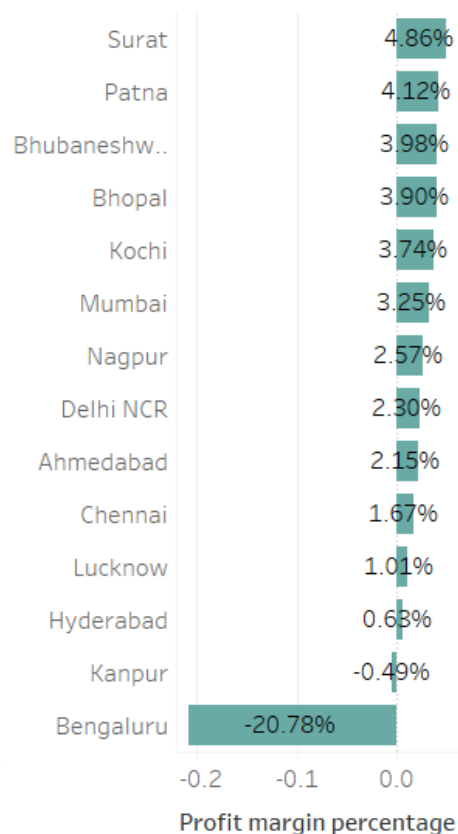 Surat 4.86%
Patna 4.12%
Bhubaneshw.. 3.98%
Bhopal 3.90%
Kochi 3.74%
Mumbai 3.25%
Nagpur 2.57%
Delhi NCR 2.30%
Ahmedabad 2.15%
Chennai 1.67%
Lucknow 1.01%
Hyderabad 0.63%
Kanpur -0.49%
Bengaluru -20.78%
-0.2 -0.1 0.0
Profit margin percentage